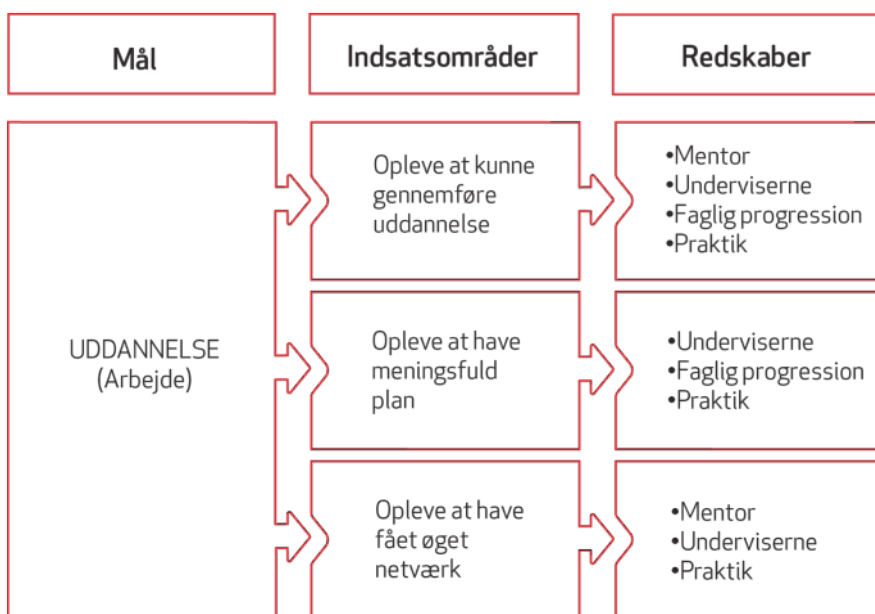 Mål
Indsatsområder
Redskaber
UDDANNELSE
(Arbejde)
Opleve at kunne
gennemføre
uddannelse
•Mentor
•Underviserne
•Faglig progression
•Praktik
Opleve at have
meningsfuld
plan
•Underviserne
•Faglig progression
•Praktik
Opleve at have
fået øget
netværk
•Mentor
•Underviserne
•Praktik